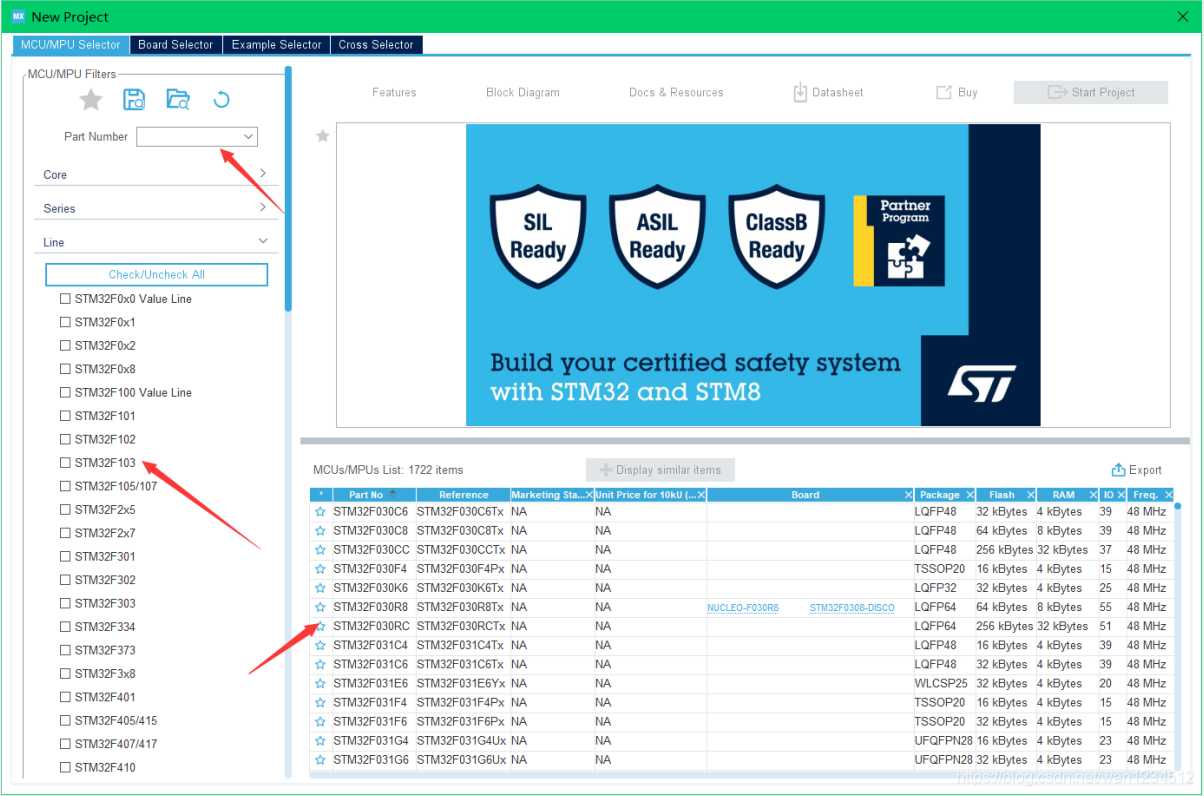 MX New Project
MCU/MPU Selector Board Selector Example Selector Cross Selector
MCU/MPU Filters
Part Number
Core
Series
Line
Check/Uncheck All
STM32F0x0 Value Line
STM32F0x1
STM32F0x2
STM32F0x8
STM32F100 Value Line
STM32F101
STM32F102
STM32F103
STM32F105/107
STM32F2x5
STM32F2x7
STM32F301
STM32F302
STM32F303
STM32F334
STM32F373
STM32F3x8
STM32F401
STM32F405/415
STM32F407/417
STM32F410
Features Block Diagram Docs & Resources Datasheet Buy Start Project
SIL Ready
ASIL Ready
ClassB Ready
Partner Program
Build your certified safety system
with STM32 and STM8
ST
MCUs/MPUs List: 1722 items Display similar items Export
* Part No Reference Marketing Sta... Unit Price for 10kU (... Board Package Flash RAM IO Freq.
STM32F030C6 STM32F030C6Tx NA NA LQFP48 32 kBytes 4 kBytes 39 48 MHz
STM32F030C8 STM32F030C8Tx NA NA LQFP48 64 kBytes 8 kBytes 39 48 MHz
STM32F030CC STM32F030CCTx NA NA LQFP48 256 kBytes 32 kBytes 37 48 MHz
STM32F030F4 STM32F030F4Px NA NA TSSOP20 16 kBytes 4 kBytes 15 48 MHz
STM32F030K6 STM32F030K6Tx NA NA LQFP32 32 kBytes 4 kBytes 25 48 MHz
STM32F030R8 STM32F030R8Tx NA NA NUCLEO-F030R8 STM32F0308-DISCO LQFP64 64 kBytes 8 kBytes 55 48 MHz
STM32F030RC STM32F030RCTx NA NA LQFP64 256 kBytes 32 kBytes 51 48 MHz
STM32F031C4 STM32F031C4Tx NA NA LQFP48 16 kBytes 4 kBytes 39 48 MHz
STM32F031C6 STM32F031C6Tx NA NA LQFP48 32 kBytes 4 kBytes 39 48 MHz
STM32F031E6 STM32F031E6Yx NA NA WLCSP25 32 kBytes 4 kBytes 20 48 MHz
STM32F031F4 STM32F031F4Px NA NA TSSOP20 16 kBytes 4 kBytes 15 48 MHz
STM32F031F6 STM32F031F6Px NA NA TSSOP20 32 kBytes 4 kBytes 15 48 MHz
STM32F031G4 STM32F031G4Ux NA NA UFQFPN28 16 kBytes 4 kBytes 23 48 MHz
STM32F031G6 STM32F031G6Ux NA NA UFQFPN28 32 kBytes 4 kBytes 23 48 MHz
https://blog.csdn.net/wan1234512